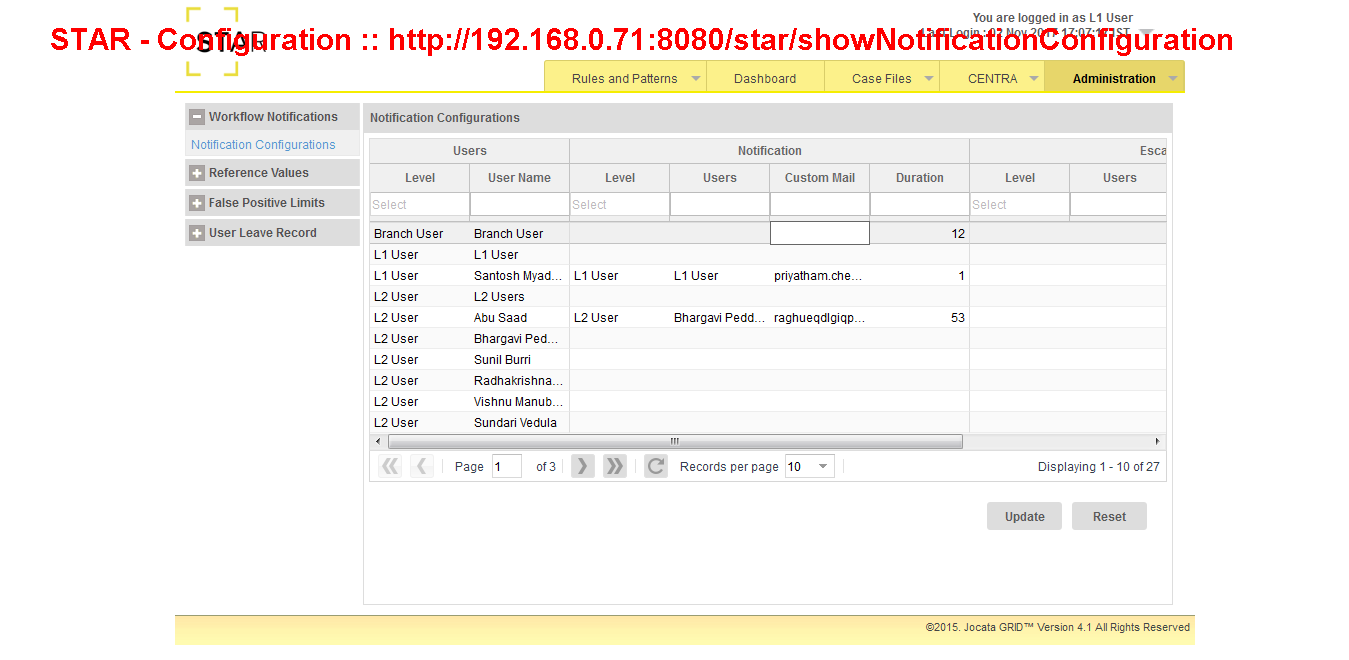 You are logged in as L1 User
STAR - Configuration :: http://192.168.0.71:8080/star/showNotificationConfiguration
STAR
Rules and Patterns Dashboard Case Files CENTRA Administration
Workflow Notifications
Notification Configurations
Reference Values
False Positive Limits
User Leave Record
Notification Configurations
Users Notification Esca
Level User Name Level Users Custom Mail Duration Level Users
Select Select Select
Branch User Branch User 12
L1 User L1 User
L1 User Santosh Myad... L1 User L1 User priyatham.che... 1
L2 User L2 Users
L2 User Abu Saad L2 User Bhargavi Pedd... raghueqdlgiqp... 53
L2 User Bhargavi Ped...
L2 User Sunil Burri
L2 User Radhakrishna...
L2 User Vishnu Manub...
L2 User Sundari Vedula
Page 1 of 3 Records per page 10 Displaying 1 - 10 of 27
Update Reset
©2015. Jocata GRID™ Version 4.1 All Rights Reserved